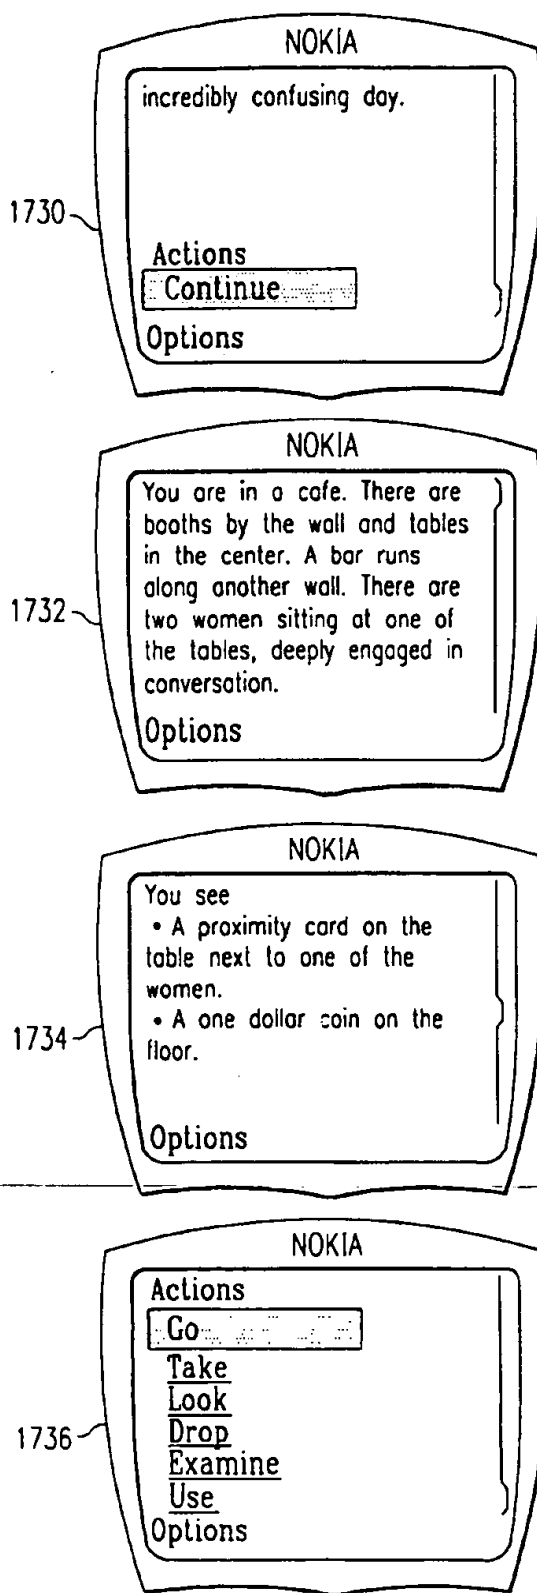 NOKIA
incredibly confusing day.
1730
Actions
Continue
Options
NOKIA
You are in a cafe. There are
booths by the wall and tables
in the center. A bar runs
along another wall. There are
1732
two women sitting at one of
the tables, deeply engaged in
conversation.
Options
NOKIA
You see
• A proximity card on the
table next to one of the
women.
• A one dollar coin on the
1734
floor.
Options
NOKIA
Actions
Go
Take
Look
Drop
1736
Examine
Use
Options